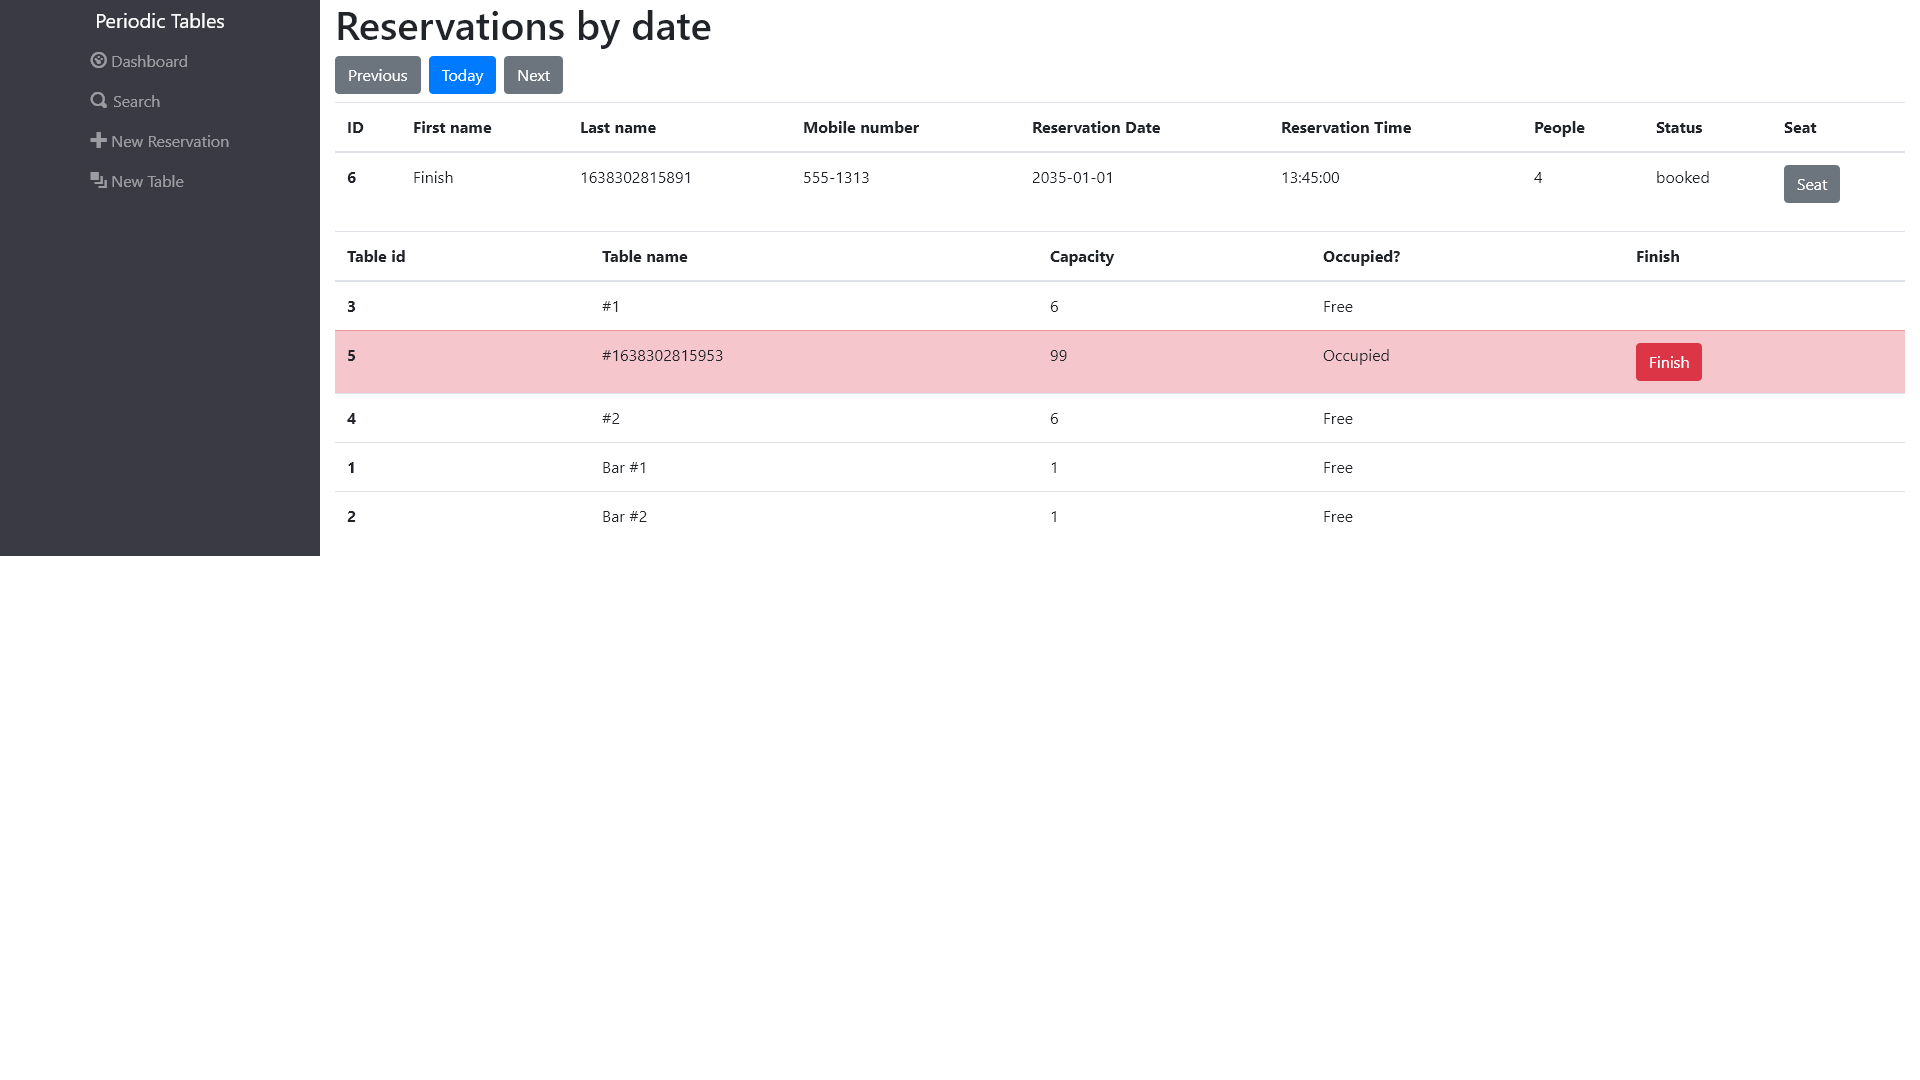 Periodic Tables
Dashboard
Search
New Reservation
New Table
Reservations by date
Previous Today Next
ID First name Last name Mobile number Reservation Date Reservation Time People Status Seat
6 Finish 1638302815891 555-1313 2035-01-01 13:45:00 4 booked Seat
Table id Table name Capacity Occupied? Finish
3 #1 6 Free
5 #1638302815953 99 Occupied Finish
4 #2 6 Free
1 Bar #1 1 Free
2 Bar #2 1 Free